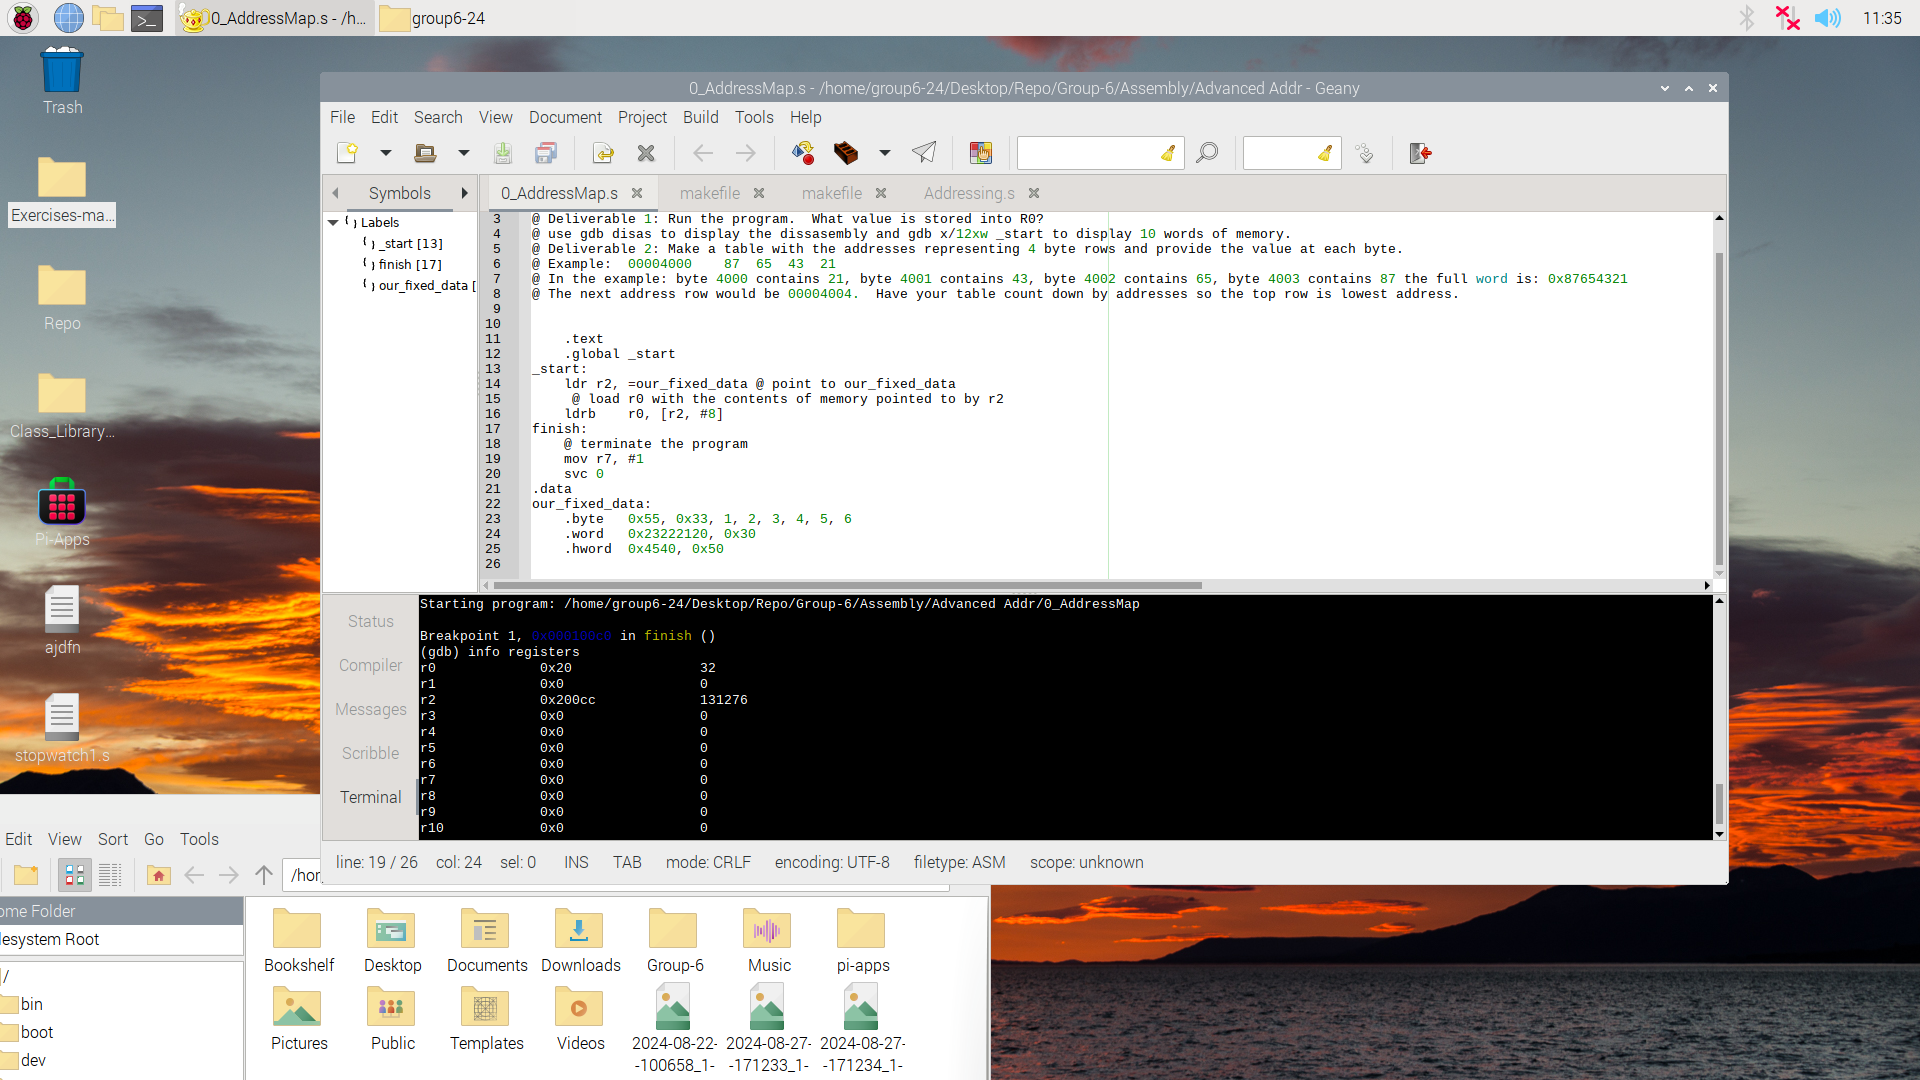 0_AddressMap.s - /h...
group6-24
11:35
Trash
Exercises-ma...
Repo
Class_Library...
Pi-Apps
ajdfn
stopwatch1.s
0_AddressMap.s - /home/group6-24/Desktop/Repo/Group-6/Assembly/Advanced Addr - Geany
File Edit Search View Document Project Build Tools Help
Symbols
0_AddressMap.s makefile makefile Addressing.s
Labels
_start [13]
finish [17]
our_fixed_data [
3 @ Deliverable 1: Run the program.  What value is stored into R0?
4 @ use gdb disas to display the dissasembly and gdb x/12xw _start to display 10 words of memory.
5 @ Deliverable 2: Make a table with the addresses representing 4 byte rows and provide the value at each byte.
6 @ Example:  00004000    87  65  43  21
7 @ In the example: byte 4000 contains 21, byte 4001 contains 43, byte 4002 contains 65, byte 4003 contains 87 the full word is: 0x87654321
8 @ The next address row would be 00004004.  Have your table count down by addresses so the top row is lowest address.
9
10
11     .text
12     .global _start
13 _start:
14     ldr r2, =our_fixed_data @ point to our_fixed_data
15      @ load r0 with the contents of memory pointed to by r2
16     ldrb    r0, [r2, #8]
17 finish:
18     @ terminate the program
19     mov r7, #1
20     svc 0
21 .data
22 our_fixed_data:
23     .byte   0x55, 0x33, 1, 2, 3, 4, 5, 6
24     .word   0x23222120, 0x30
25     .hword  0x4540, 0x50
26
Status
Compiler
Messages
Scribble
Terminal
Starting program: /home/group6-24/Desktop/Repo/Group-6/Assembly/Advanced Addr/0_AddressMap
Breakpoint 1, 0x000100c0 in finish ()
(gdb) info registers
r0             0x20                32
r1             0x0                 0
r2             0x200cc             131276
r3             0x0                 0
r4             0x0                 0
r5             0x0                 0
r6             0x0                 0
r7             0x0                 0
r8             0x0                 0
r9             0x0                 0
r10            0x0                 0
line: 19 / 26 col: 24 sel: 0 INS TAB mode: CRLF encoding: UTF-8 filetype: ASM scope: unknown
Edit View Sort Go Tools
/hor
ome Folder
lesystem Root
/
bin
boot
dev
Bookshelf Desktop Documents Downloads Group-6 Music pi-apps
Pictures Public Templates Videos 2024-08-22- 2024-08-27- 2024-08-27-
-100658_1- -171233_1- -171234_1-